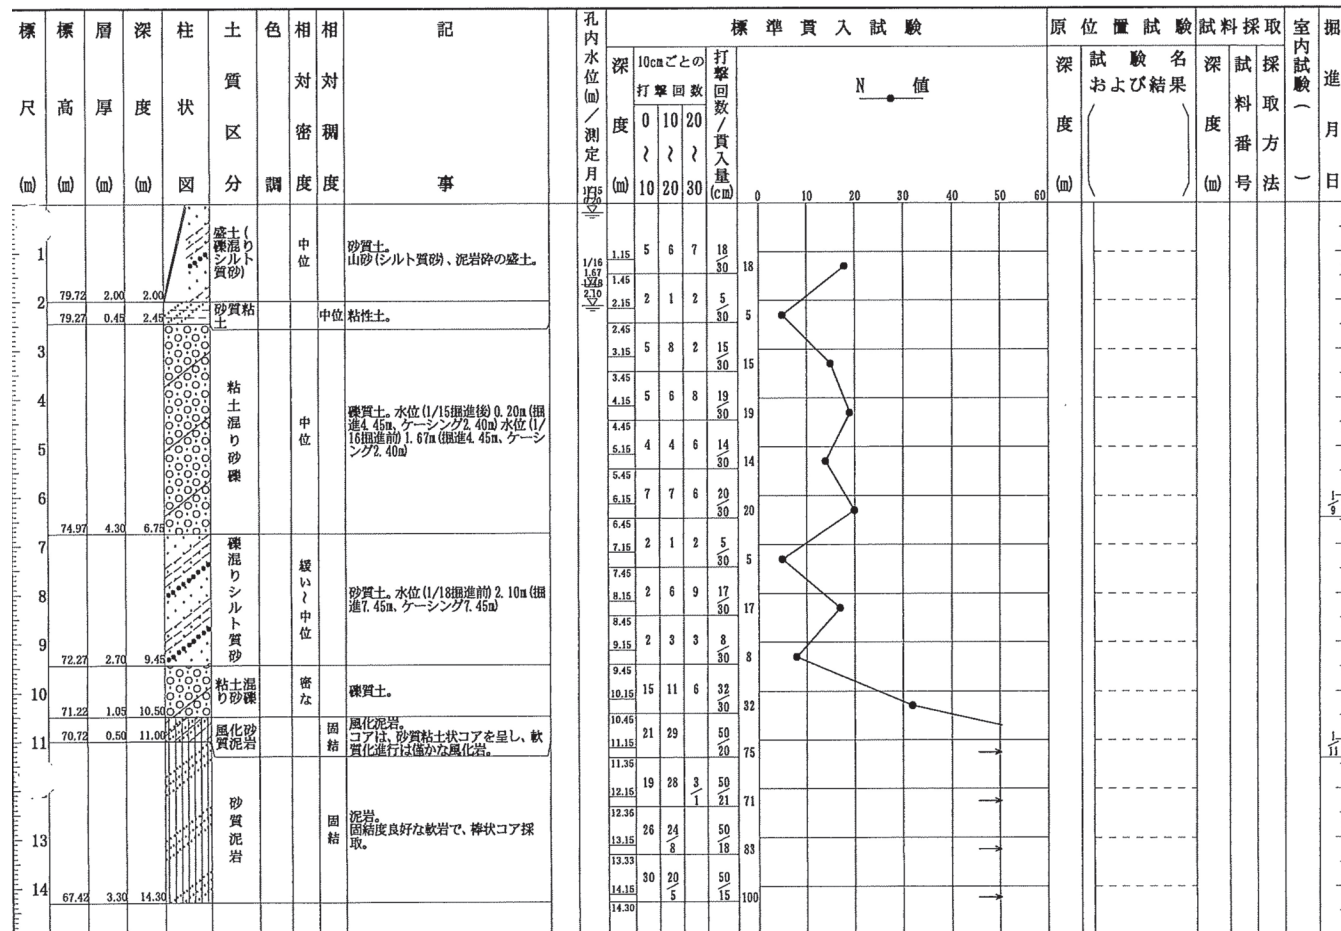 標尺(m) 標高(m) 層厚(m) 深度(m) 柱状図 土質区分 色調 相対密度 相対稠度 記事 孔内水位(m)/測定月日 標準貫入試験 原位置試験 試料採取 室内試験( ) 掘進月日
深度(m) 10cmごとの打撃回数 打撃回数/貫入量(cm) N 値 深度(m) 試験名および結果 深度(m) 試料番号 採取方法
0~10 10~20 20~30
0 10 20 30 40 50 60
1/15
0.20
1/16
1.67
1/18
2.10
1
2
3
4
5
6
7
8
9
10
11
13
14
79.72 2.00 2.00
盛土(礫混りシルト質砂)
中位
砂質土。
山砂(シルト質砂)、泥岩砕の盛土。
79.27 0.45 2.45
砂質粘土
中位
粘性土。
74.97 4.30 6.75
粘土混り砂礫
中位
礫質土。水位(1/15掘進後)0.20m(掘
進4.45m、ケーシング2.40m)水位(1/
16掘進前)1.67m(掘進4.45m、ケーシ
ング2.40m)
72.27 2.70 9.45
礫混りシルト質砂
緩い~中位
砂質土。水位(1/18掘進前)2.10m(掘
進7.45m、ケーシング7.45m)
71.22 1.05 10.50
粘土混り砂礫
密な
礫質土。
70.72 0.50 11.00
風化砂質泥岩
固結
風化泥岩。
コアは、砂質粘土状コアを呈し、軟
質化進行は僅かな風化岩。
67.42 3.30 14.30
砂質泥岩
固結
泥岩。
固結度良好な軟岩で、棒状コア採
取。
1.15 5 6 7 18/30 18
1.45
2.15 2 1 2 5/30 5
2.45
3.15 5 8 2 15/30 15
3.45
4.15 5 6 8 19/30 19
4.45
5.15 4 4 6 14/30 14
5.45
6.15 7 7 6 20/30 20
6.45
7.15 2 1 2 5/30 5
7.45
8.15 2 6 9 17/30 17
8.45
9.15 2 3 3 8/30 8
9.45
10.15 15 11 6 32/30 32
10.45
11.15 21 29 50/20 75
11.35
12.15 19 28 3/1 50/21 71
12.36
13.15 26 24/8 50/18 83
13.33
14.15 30 20/5 50/15 100
14.30
1/9
1/11